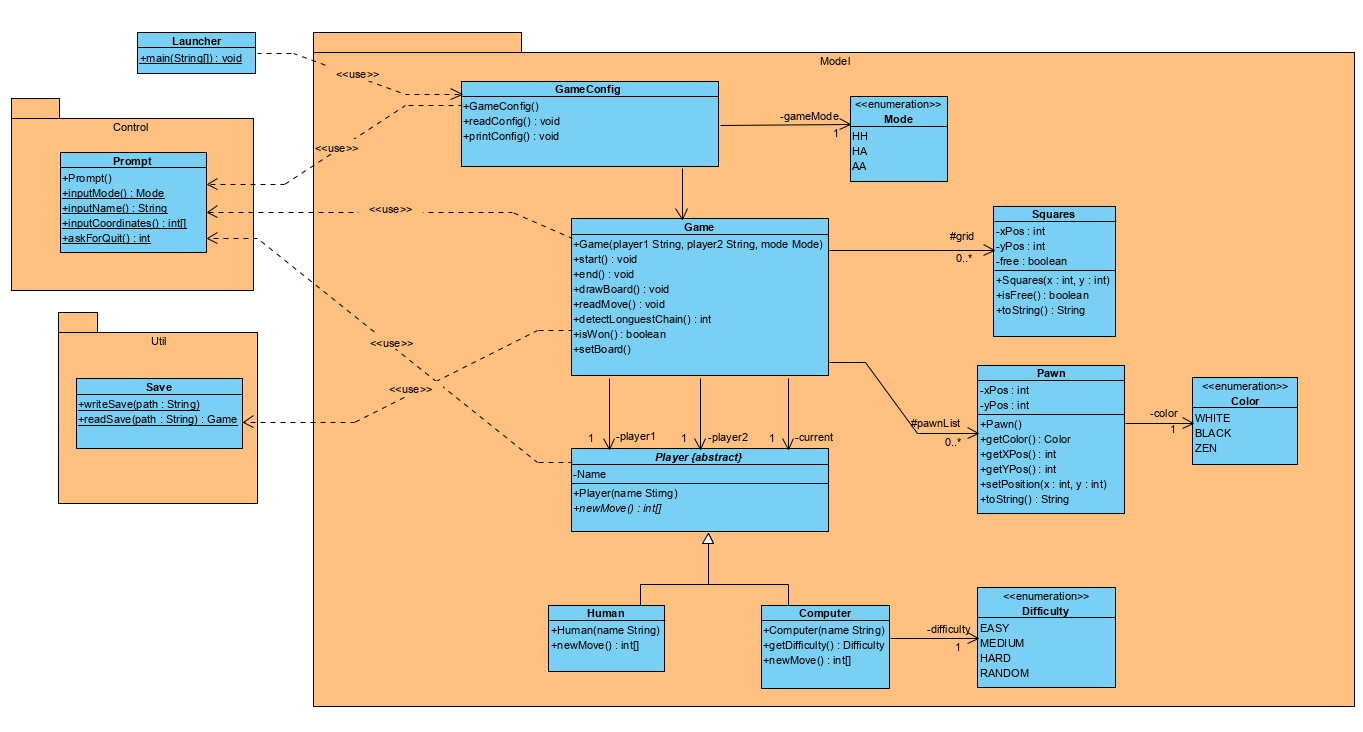 Launcher
+main(String[]) : void
Control
Prompt
+Prompt()
+inputMode() : Mode
+inputName() : String
+inputCoordinates() : int[]
+askForQuit() : int
Util
Save
+writeSave(path : String)
+readSave(path : String) : Game
<<use>>
<<use>>
<<use>>
<<use>>
<<use>>
Model
GameConfig
+GameConfig()
+readConfig() : void
+printConfig() : void
-gameMode
1
<<enumeration>>
Mode
HH
HA
AA
Game
+Game(player1 String, player2 String, mode Mode)
+start() : void
+end() : void
+drawBoard() : void
+readMove() : void
+detectLonguestChain() : int
+isWon() : boolean
+setBoard()
#grid
0..*
Squares
-xPos : int
-yPos : int
-free : boolean
+Squares(x : int, y : int)
+isFree() : boolean
+toString() : String
#pawnList
0..*
Pawn
-xPos : int
-yPos : int
+Pawn()
+getColor() : Color
+getXPos() : int
+getYPos() : int
+setPosition(x : int, y : int)
+toString() : String
-color
1
<<enumeration>>
Color
WHITE
BLACK
ZEN
1 -player1
1 -player2
1 -current
Player {abstract}
-Name
+Player(name Stirng)
+newMove() : int[]
Human
+Human(name String)
+newMove() : int[]
Computer
+Computer(name String)
+getDifficulty() : Difficulty
+newMove() : int[]
-difficulty
1
<<enumeration>>
Difficulty
EASY
MEDIUM
HARD
RANDOM